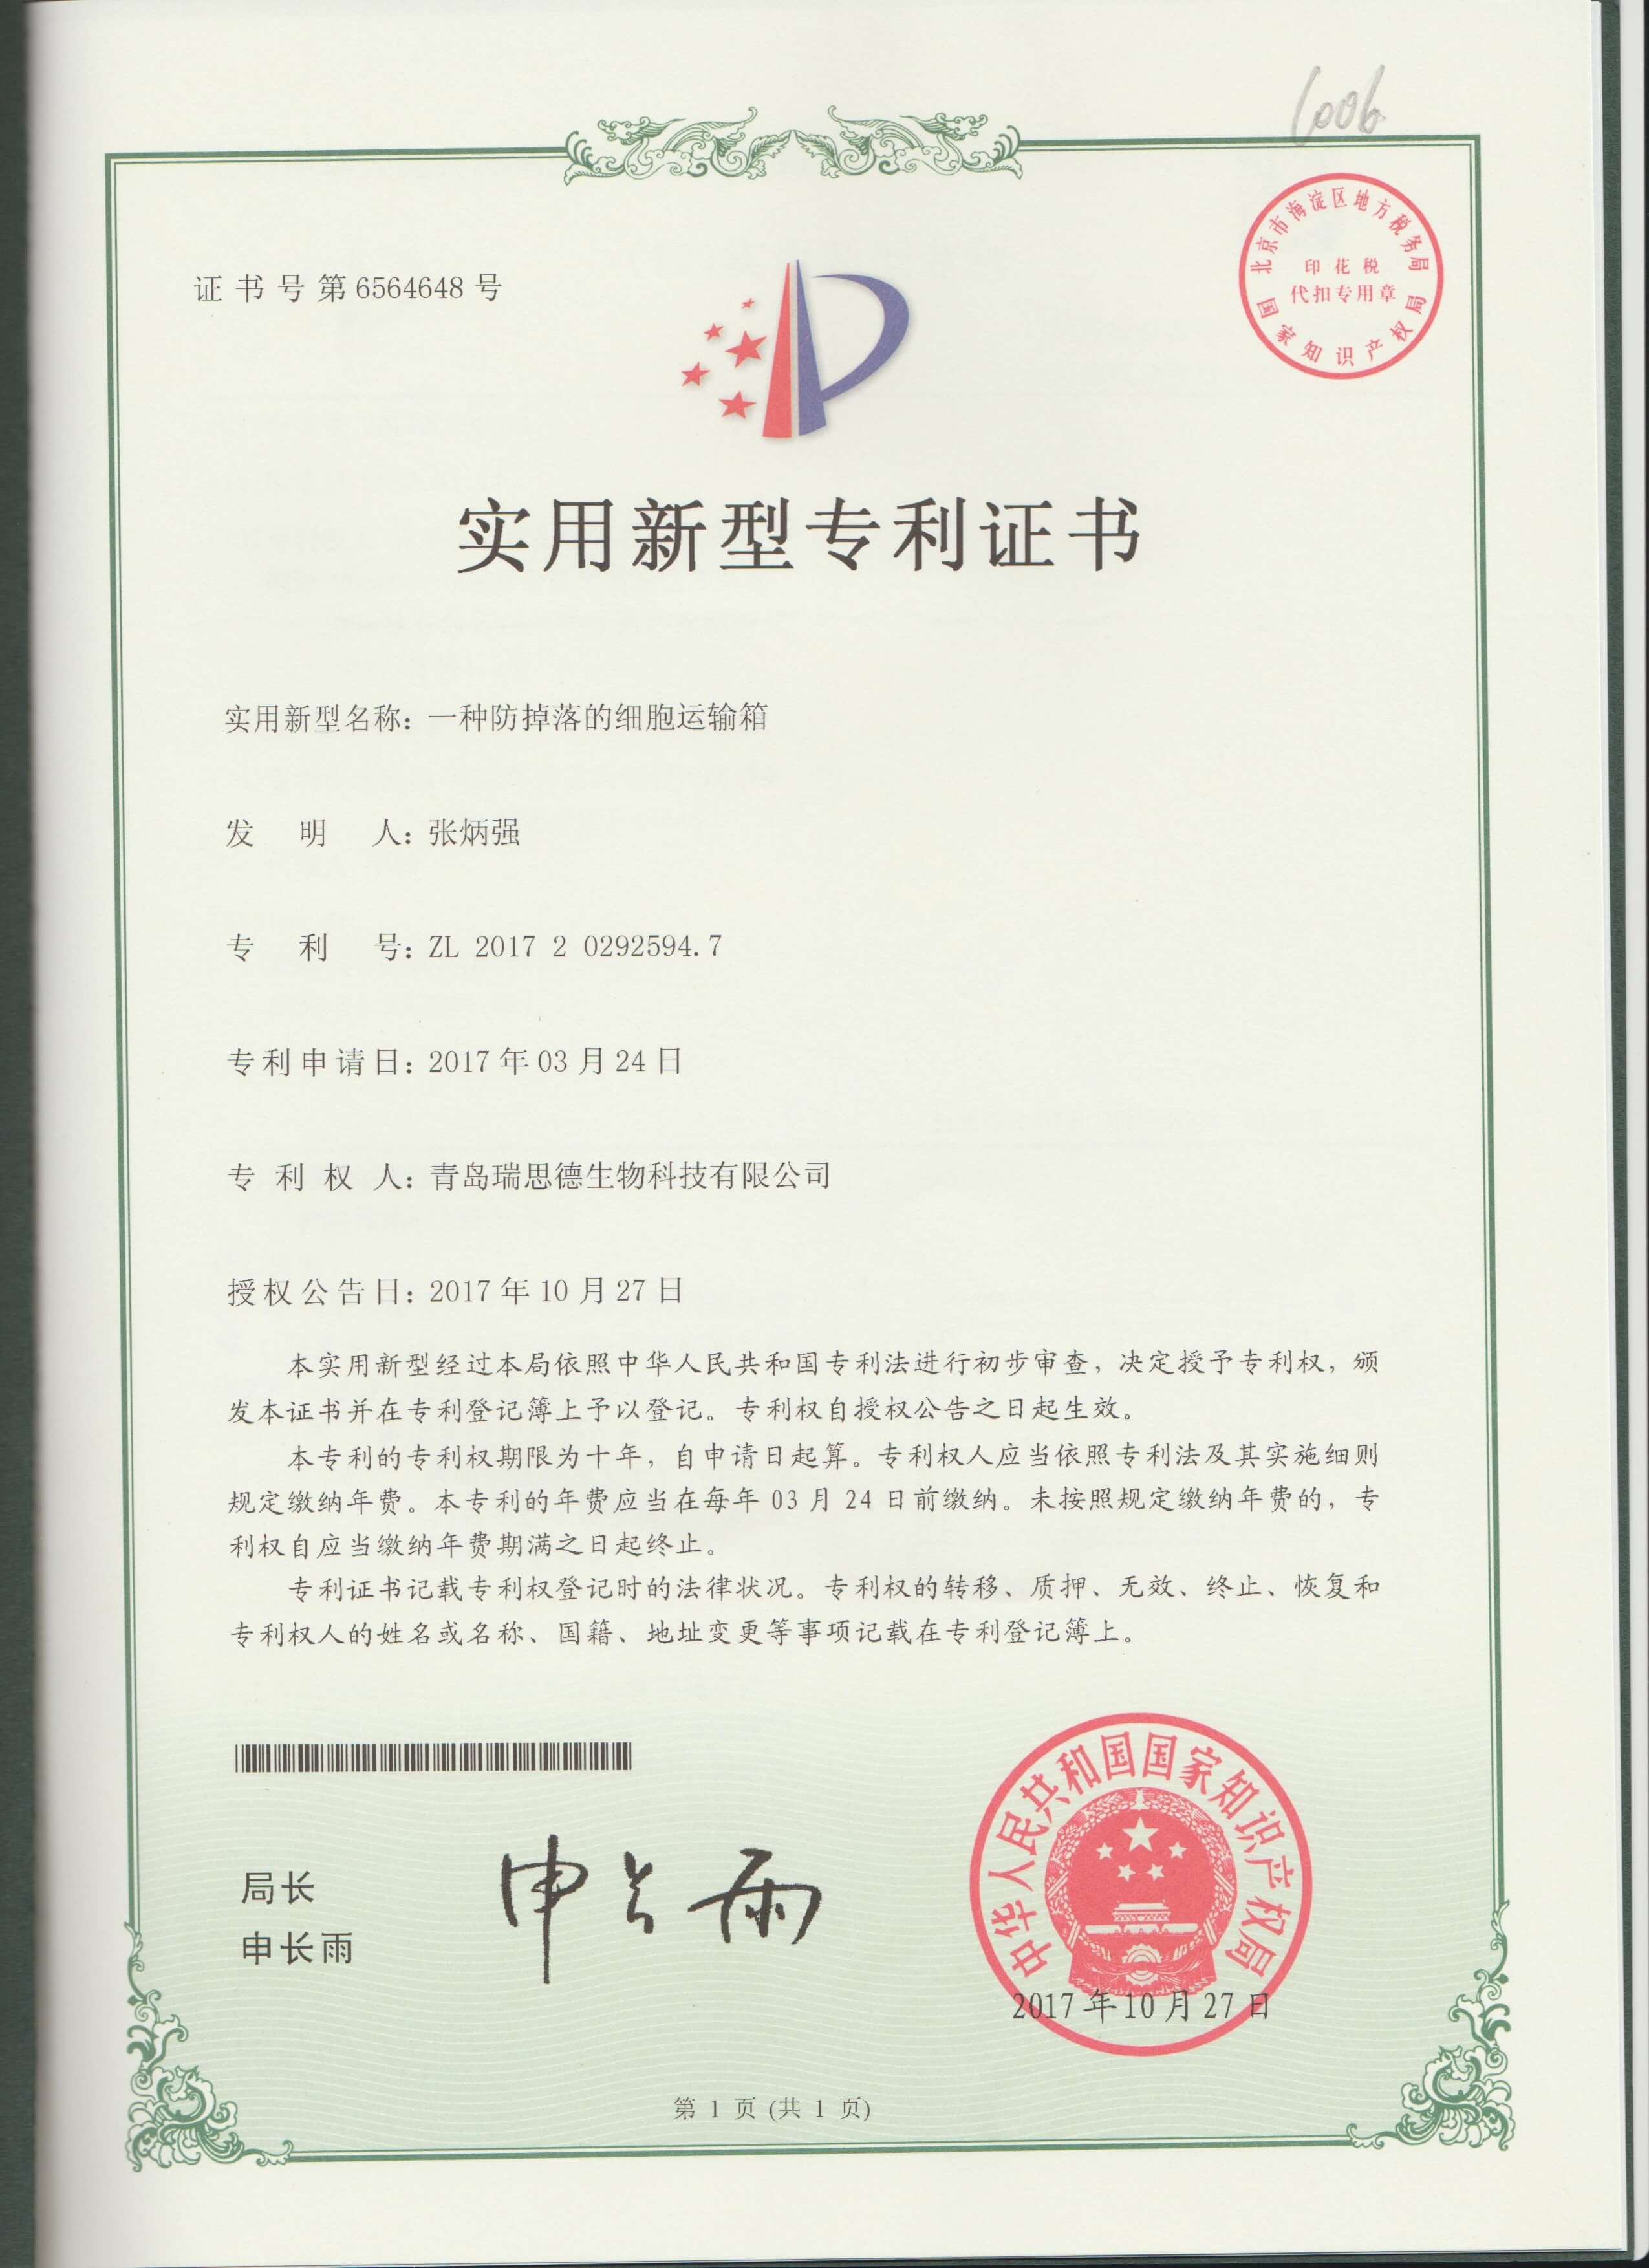 1006
证书号第6564648号
北京市海淀区地方税务局
印花税
代扣专用章
国家知识产权局
实用新型专利证书
实用新型名称：一种防掉落的细胞运输箱
发明人：张炳强
专利号：ZL 2017 2 0292594.7
专利申请日：2017年03月24日
专利权人：青岛瑞思德生物科技有限公司
授权公告日：2017年10月27日
本实用新型经过本局依照中华人民共和国专利法进行初步审查，决定授予专利权，颁
发本证书并在专利登记簿上予以登记。专利权自授权公告之日起生效。
本专利的专利权期限为十年，自申请日起算。专利权人应当依照专利法及其实施细则
规定缴纳年费。本专利的年费应当在每年03月24日前缴纳。未按照规定缴纳年费的，专
利权自应当缴纳年费期满之日起终止。
专利证书记载专利权登记时的法律状况。专利权的转移、质押、无效、终止、恢复和
专利权人的姓名或名称、国籍、地址变更等事项记载在专利登记簿上。
局长
申长雨
申长雨
中华人民共和国国家知识产权局
2017年10月27日
第1页(共1页)